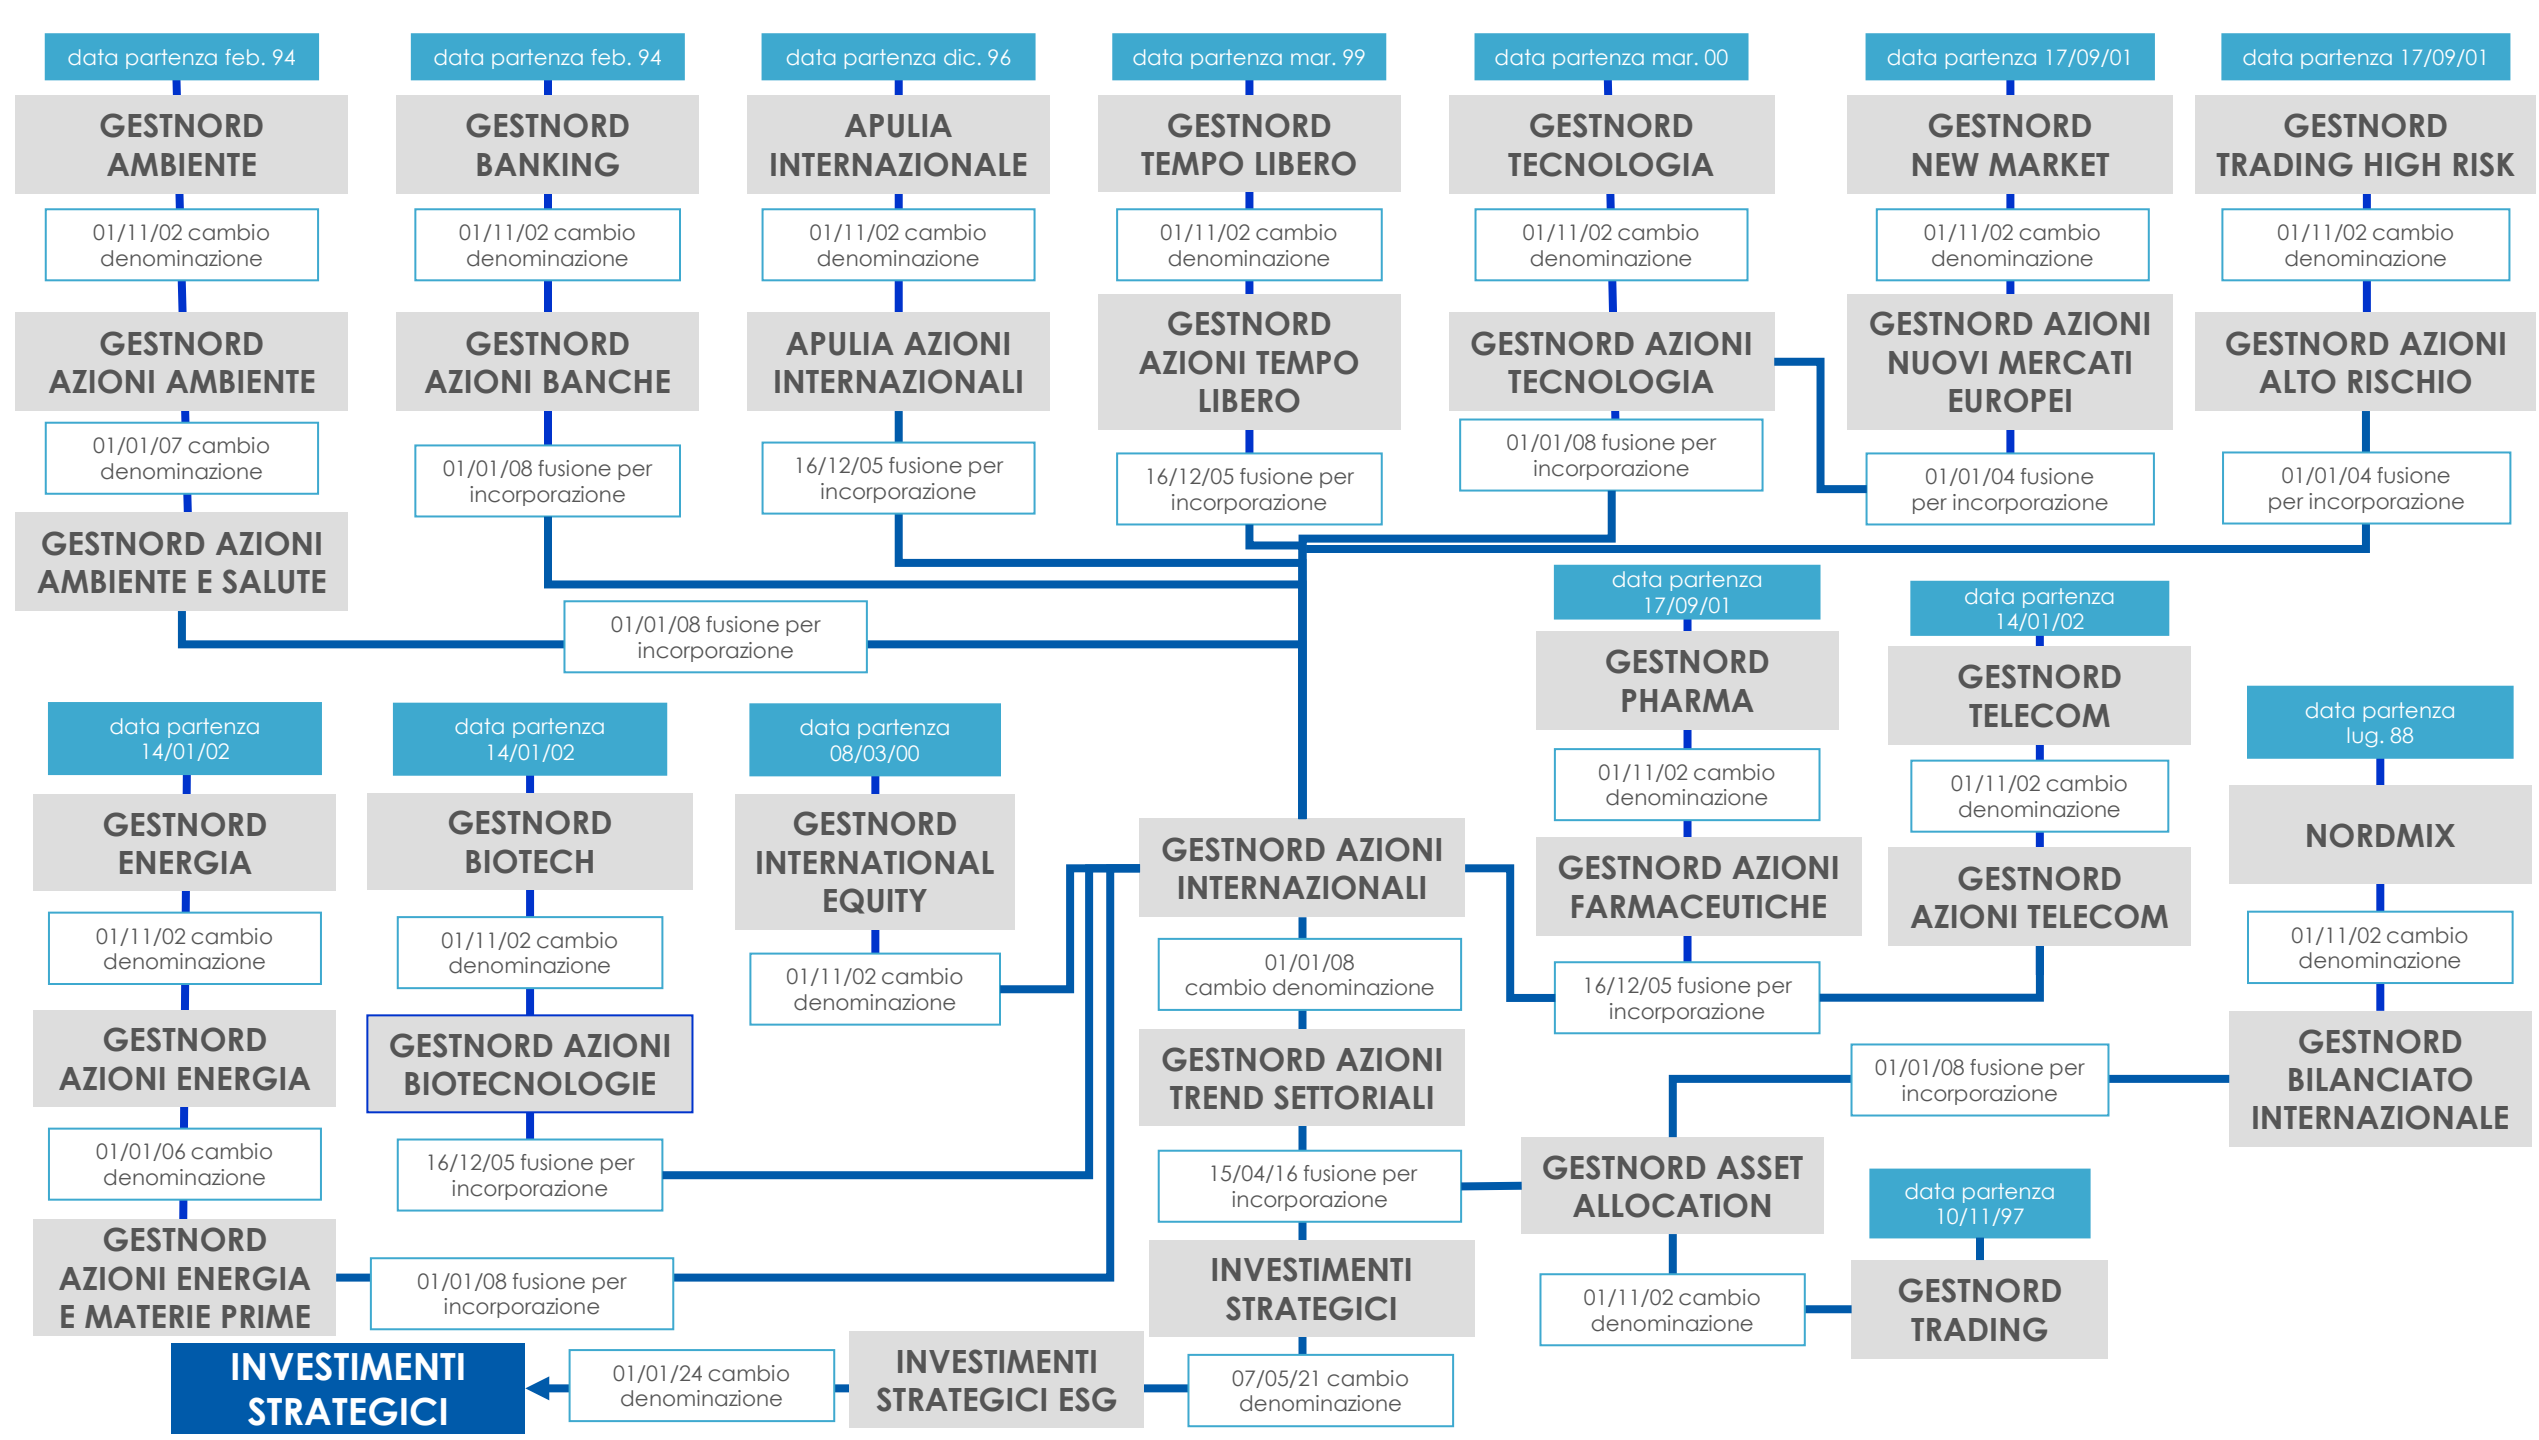 data partenza feb. 94
data partenza feb. 94
data partenza dic. 96
data partenza mar. 99
data partenza mar. 00
data partenza 17/09/01
data partenza 17/09/01
GESTNORD
AMBIENTE
GESTNORD
BANKING
APULIA
INTERNAZIONALE
GESTNORD
TEMPO LIBERO
GESTNORD
TECNOLOGIA
GESTNORD
NEW MARKET
GESTNORD
TRADING HIGH RISK
01/11/02 cambio
denominazione
01/11/02 cambio
denominazione
01/11/02 cambio
denominazione
01/11/02 cambio
denominazione
01/11/02 cambio
denominazione
01/11/02 cambio
denominazione
01/11/02 cambio
denominazione
GESTNORD
AZIONI AMBIENTE
GESTNORD
AZIONI BANCHE
APULIA AZIONI
INTERNAZIONALI
GESTNORD
AZIONI TEMPO
LIBERO
GESTNORD AZIONI
TECNOLOGIA
GESTNORD AZIONI
NUOVI MERCATI
EUROPEI
GESTNORD AZIONI
ALTO RISCHIO
01/01/07 cambio
denominazione
01/01/08 fusione per
incorporazione
16/12/05 fusione per
incorporazione
16/12/05 fusione per
incorporazione
01/01/08 fusione per
incorporazione
01/01/04 fusione
per incorporazione
01/01/04 fusione
per incorporazione
GESTNORD AZIONI
AMBIENTE E SALUTE
01/01/08 fusione per
incorporazione
data partenza
17/09/01
data partenza
14/01/02
GESTNORD
PHARMA
GESTNORD
TELECOM
data partenza
lug. 88
data partenza
14/01/02
data partenza
14/01/02
data partenza
08/03/00
01/11/02 cambio
denominazione
01/11/02 cambio
denominazione
NORDMIX
GESTNORD
ENERGIA
GESTNORD
BIOTECH
GESTNORD
INTERNATIONAL
EQUITY
GESTNORD AZIONI
INTERNAZIONALI
GESTNORD AZIONI
FARMACEUTICHE
GESTNORD
AZIONI TELECOM
01/11/02 cambio
denominazione
01/11/02 cambio
denominazione
01/11/02 cambio
denominazione
01/01/08
cambio denominazione
16/12/05 fusione per
incorporazione
01/11/02 cambio
denominazione
GESTNORD
AZIONI ENERGIA
GESTNORD AZIONI
BIOTECNOLOGIE
GESTNORD AZIONI
TREND SETTORIALI
01/01/08 fusione per
incorporazione
GESTNORD
BILANCIATO
INTERNAZIONALE
01/01/06 cambio
denominazione
16/12/05 fusione per
incorporazione
15/04/16 fusione per
incorporazione
GESTNORD ASSET
ALLOCATION
data partenza
10/11/97
GESTNORD
AZIONI ENERGIA
E MATERIE PRIME
01/01/08 fusione per
incorporazione
INVESTIMENTI
STRATEGICI
01/11/02 cambio
denominazione
GESTNORD
TRADING
INVESTIMENTI
STRATEGICI
01/01/24 cambio
denominazione
INVESTIMENTI
STRATEGICI ESG
07/05/21 cambio
denominazione